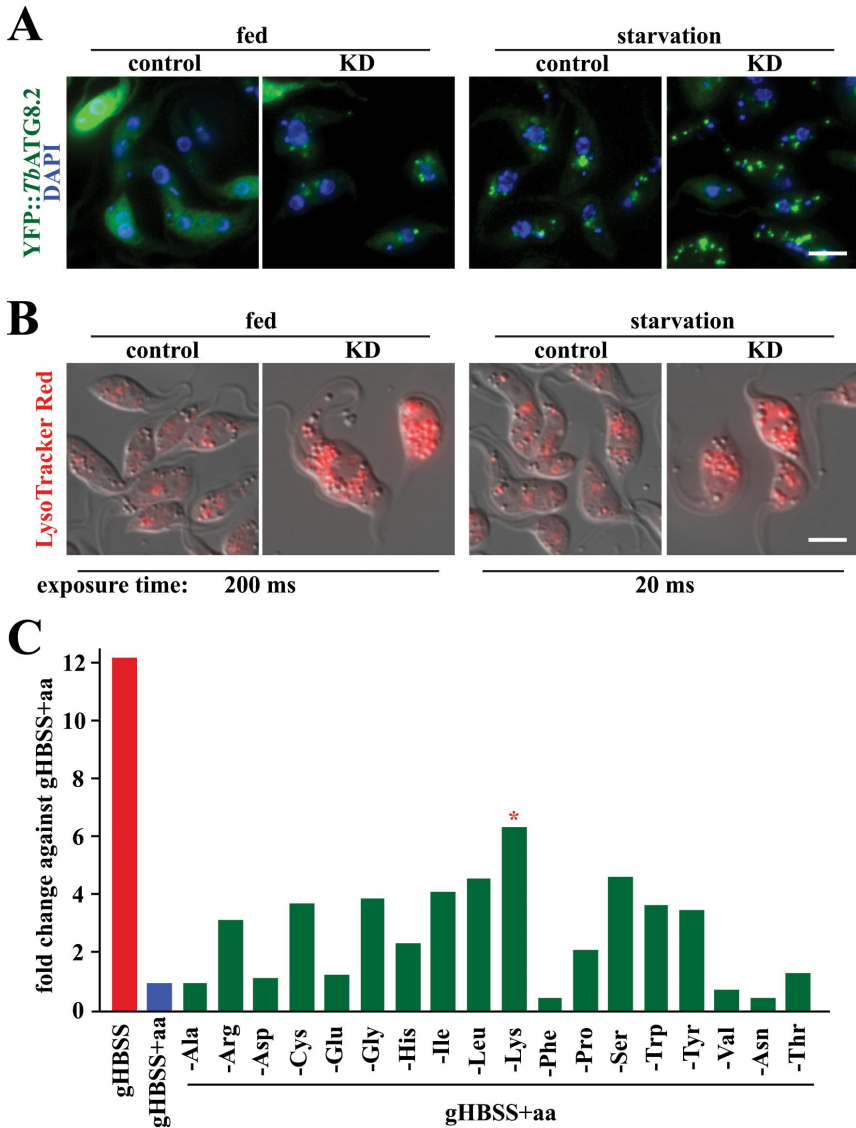 A
fed
starvation
control
KD
control
KD
YFP::TbATG8.2
DAPI
B
fed
starvation
control
KD
control
KD
LysoTracker Red
exposure time: 200 ms
20 ms
C
fold change against gHBSS+aa
12
10
8
6
4
2
0
*
gHBSS
gHBSS+aa
-Ala
-Arg
-Asp
-Cys
-Glu
-Gly
-His
-Ile
-Leu
-Lys
-Phe
-Pro
-Ser
-Trp
-Tyr
-Val
-Asn
-Thr
gHBSS+aa